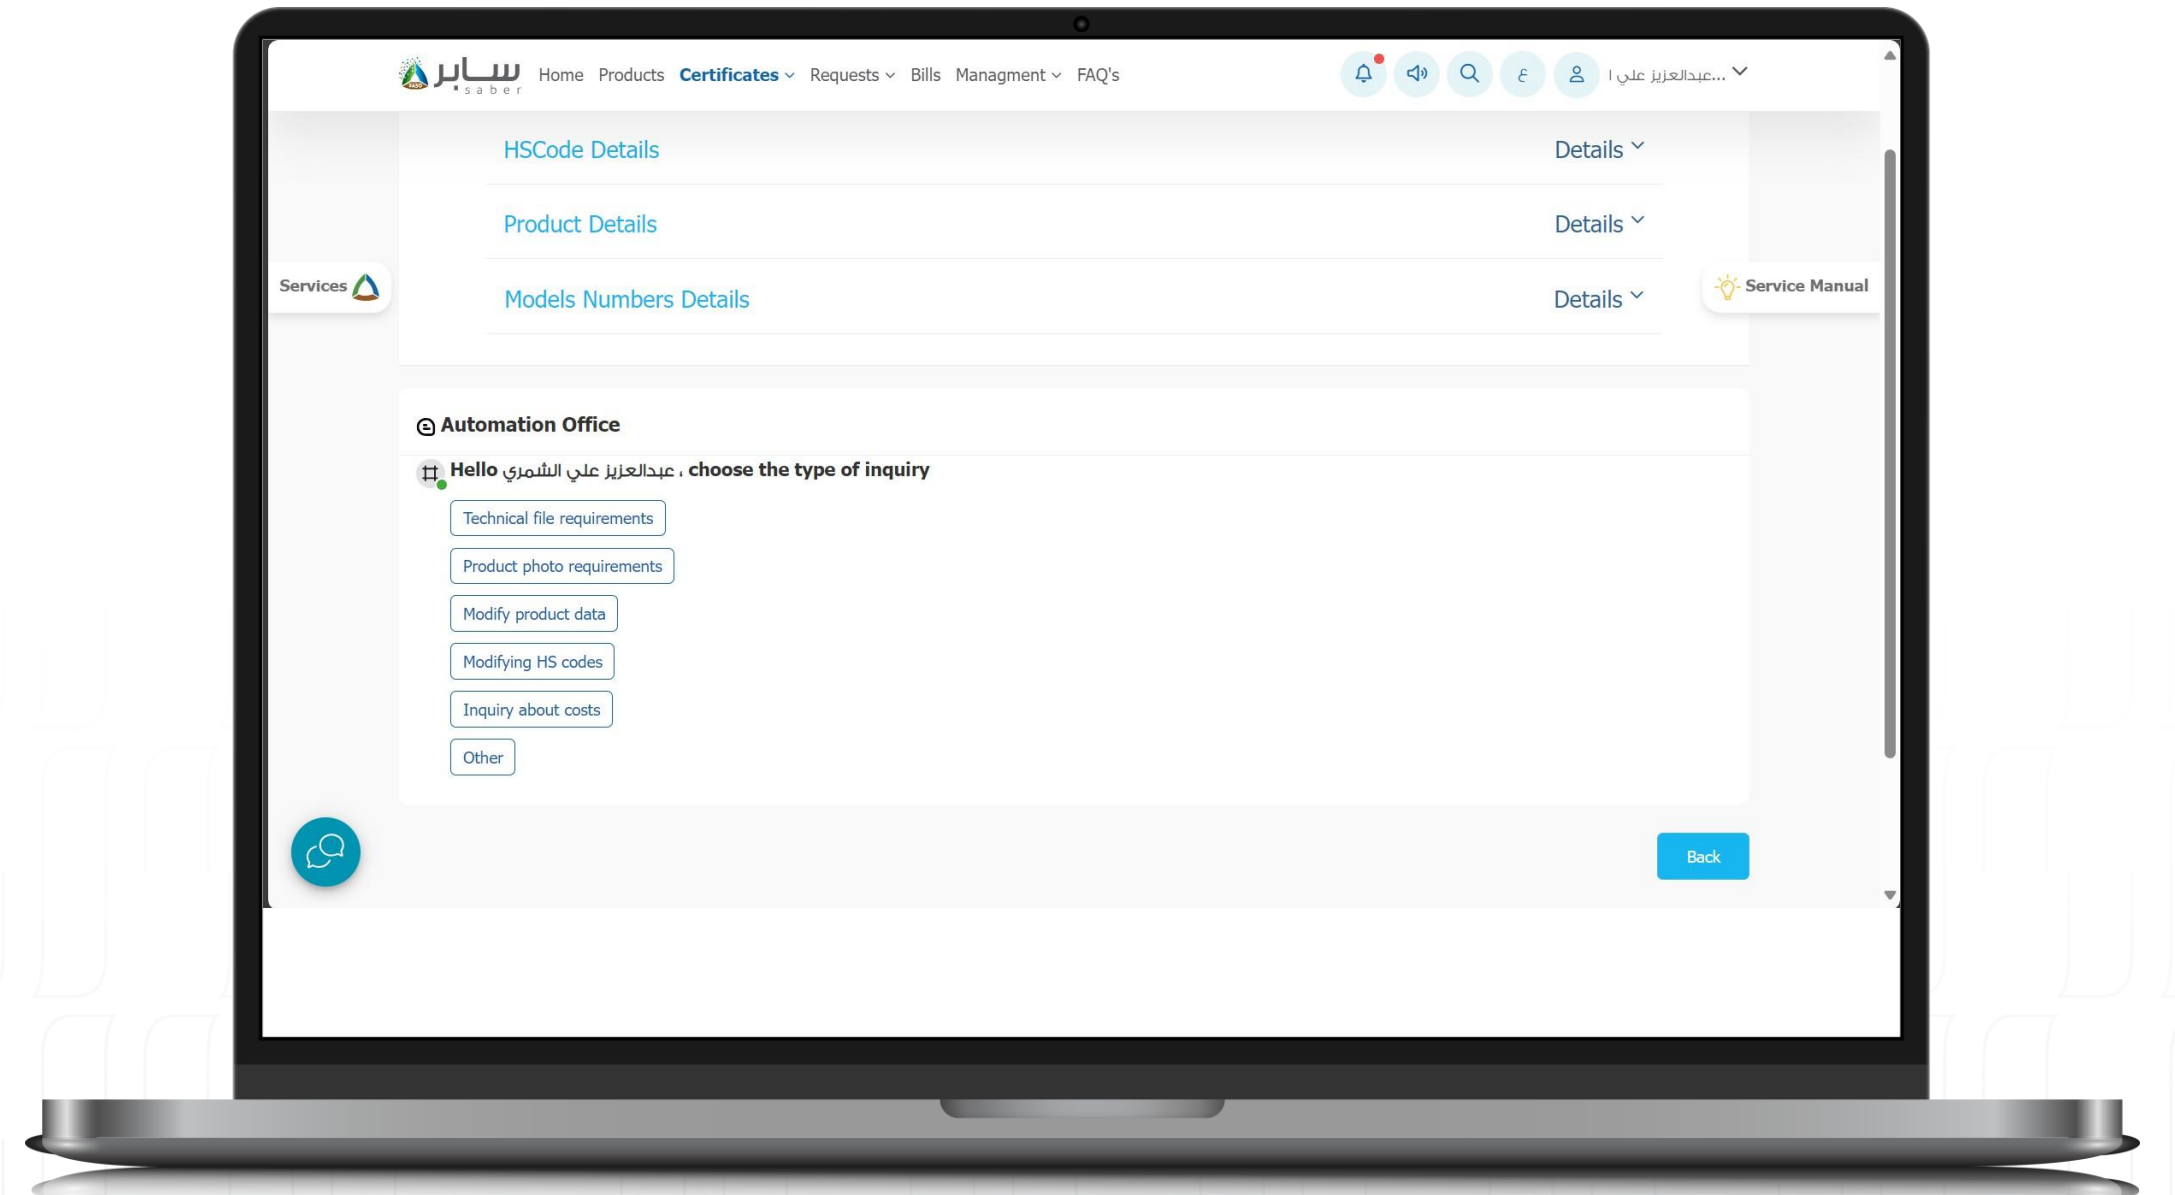 سابر
saber
SASO
Home Products Certificates Requests Bills Managment FAQ's
ع
عبدالعزيز علي ا...
HSCode Details
Details
Product Details
Details
Models Numbers Details
Details
Services
Service Manual
Automation Office
Hello عبدالعزيز علي الشمري ، choose the type of inquiry
Technical file requirements
Product photo requirements
Modify product data
Modifying HS codes
Inquiry about costs
Other
Back